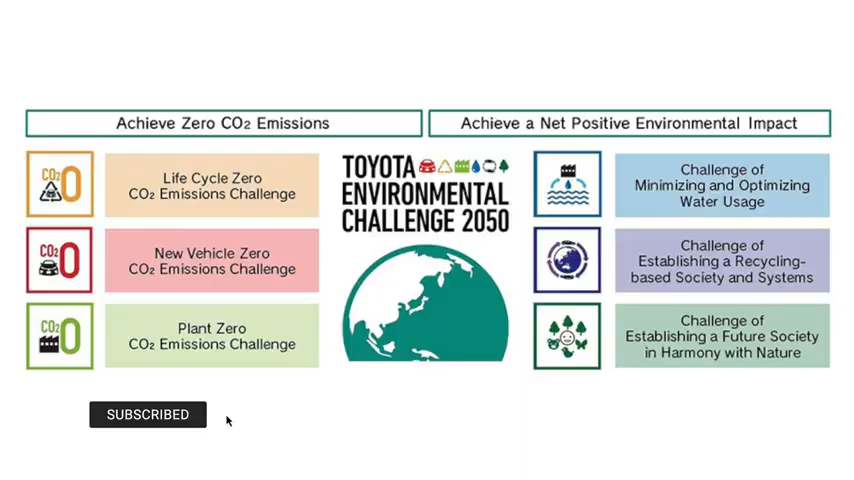 Achieve Zero CO₂ Emissions
Achieve a Net Positive Environmental Impact
CO₂ 0
Life Cycle Zero
CO₂ Emissions Challenge
CO₂ 0
New Vehicle Zero
CO₂ Emissions Challenge
CO₂ 0
Plant Zero
CO₂ Emissions Challenge
TOYOTA
ENVIRONMENTAL
CHALLENGE 2050
Challenge of
Minimizing and Optimizing
Water Usage
Challenge of
Establishing a Recycling-
based Society and Systems
Challenge of
Establishing a Future Society
in Harmony with Nature
SUBSCRIBED